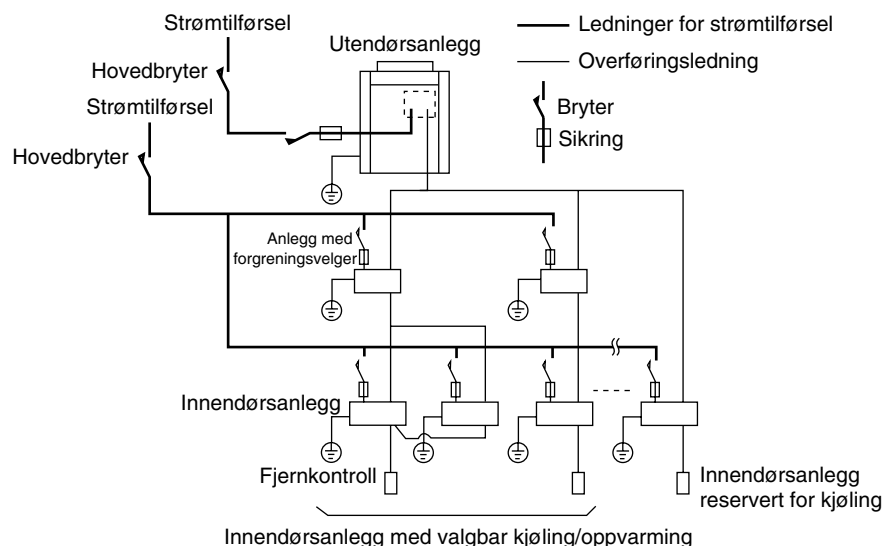 Strømtilførsel
Utendørsanlegg
Ledninger for strømtilførsel
Overføringsledning
Hovedbryter
Strømtilførsel
Bryter
Sikring
Hovedbryter
Anlegg med
forgreningsvelger
Innendørsanlegg
Fjernkontroll
Innendørsanlegg
reservert for kjøling
Innendørsanlegg med valgbar kjøling/oppvarming